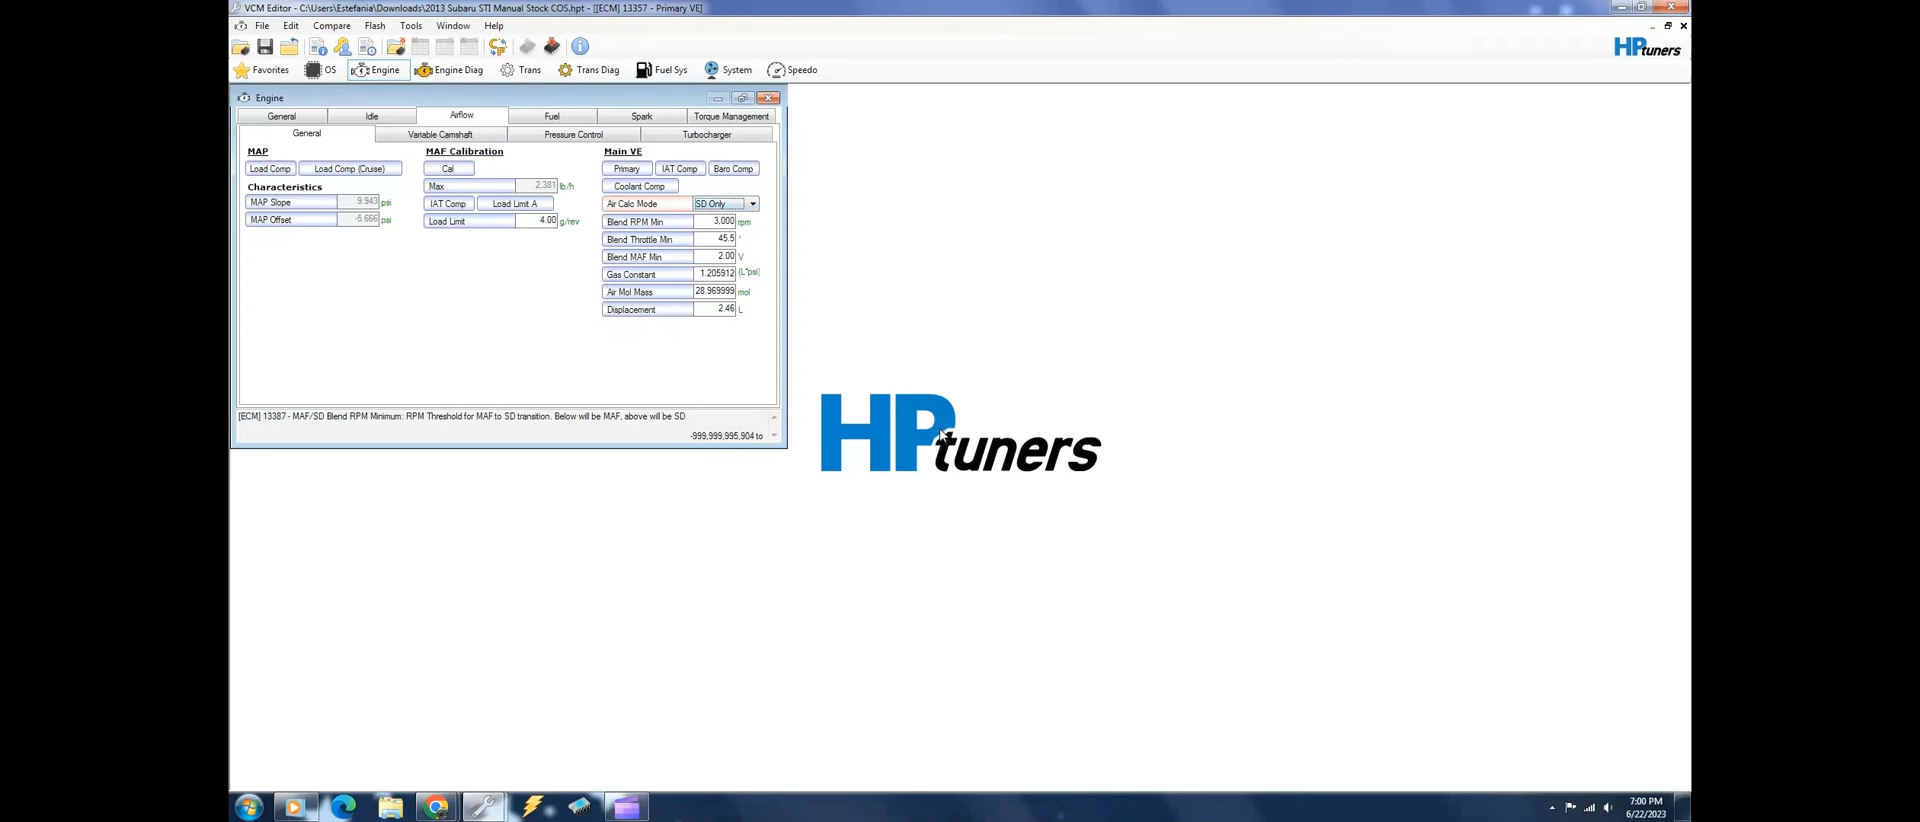 VCM Editor - C:\Users\Estefania\Downloads\2013 Subaru STI Manual Stock COS.hpt - [[ECM] 13357 - Primary VE]
File Edit Compare Flash Tools Window Help
HPtuners
Favorites OS Engine Engine Diag Trans Trans Diag Fuel Sys System Speedo
Engine
General Idle Airflow Fuel Spark Torque Management
General Variable Camshaft Pressure Control Turbocharger
MAP MAF Calibration Main VE
Load Comp Load Comp (Cruise) Cal Primary IAT Comp Baro Comp
Characteristics Max 2,381 lb/h Coolant Comp
MAP Slope 9.943 psi IAT Comp Load Limit A Air Calc Mode SD Only
MAP Offset -5.666 psi Load Limit 4.00 g/rev Blend RPM Min 3,000 rpm
Blend Throttle Min 45.5 °
Blend MAF Min 2.00 V
Gas Constant 1.205912 (L*psi)
Air Mol Mass 28.969999 mol
Displacement 2.46 L
[ECM] 13387 - MAF/SD Blend RPM Minimum: RPM Threshold for MAF to SD transition. Below will be MAF, above will be SD
-999,999,995,904 to
HPtuners
7:00 PM
6/22/2023